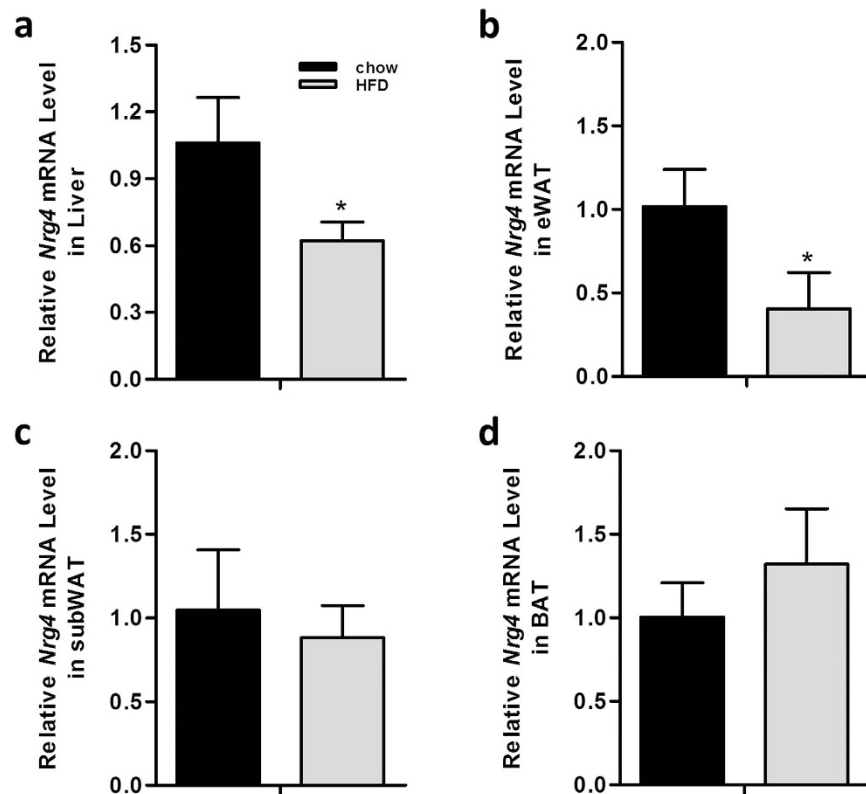 a
Relative Nrg4 mRNA Level
in Liver
1.5
1.2
0.9
0.6
0.3
0.0
chow
HFD
*
b
Relative Nrg4 mRNA Level
in eWAT
2.0
1.5
1.0
0.5
0.0
*
c
Relative Nrg4 mRNA Level
in subWAT
2.0
1.5
1.0
0.5
0.0
d
Relative Nrg4 mRNA Level
in BAT
2.0
1.5
1.0
0.5
0.0